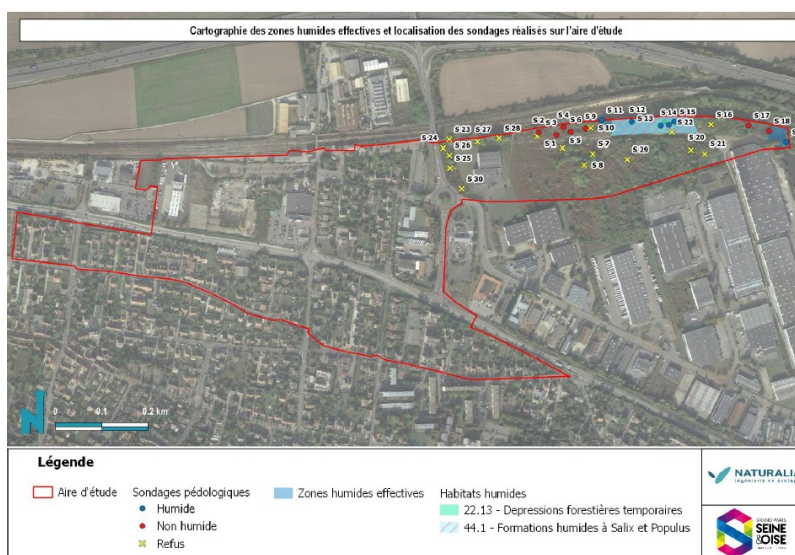 Cartographie des zones humides effectives et localisation des sondages réalisés sur l'aire d'étude
S 4
S 9
S 11
S 12
S 14
S 15
S 2
S 3
S 6
S 13
S 22
S 16
S 17
S 18
S 23
S 27
S 28
S 10
S 24
S 26
S 1
S 5
S 7
S 20
S 21
S 25
S 29
S 8
S 30
N
0 0.1 0.2 km
Légende
Aire d'étude
Sondages pédologiques
Humide
Non humide
Refus
Zones humides effectives
Habitats humides
22.13 - Depressions forestières temporaires
44.1 - Formations humides à Salix et Populus
NATURALIA
GRAND PARIS
SEINE
&OISE